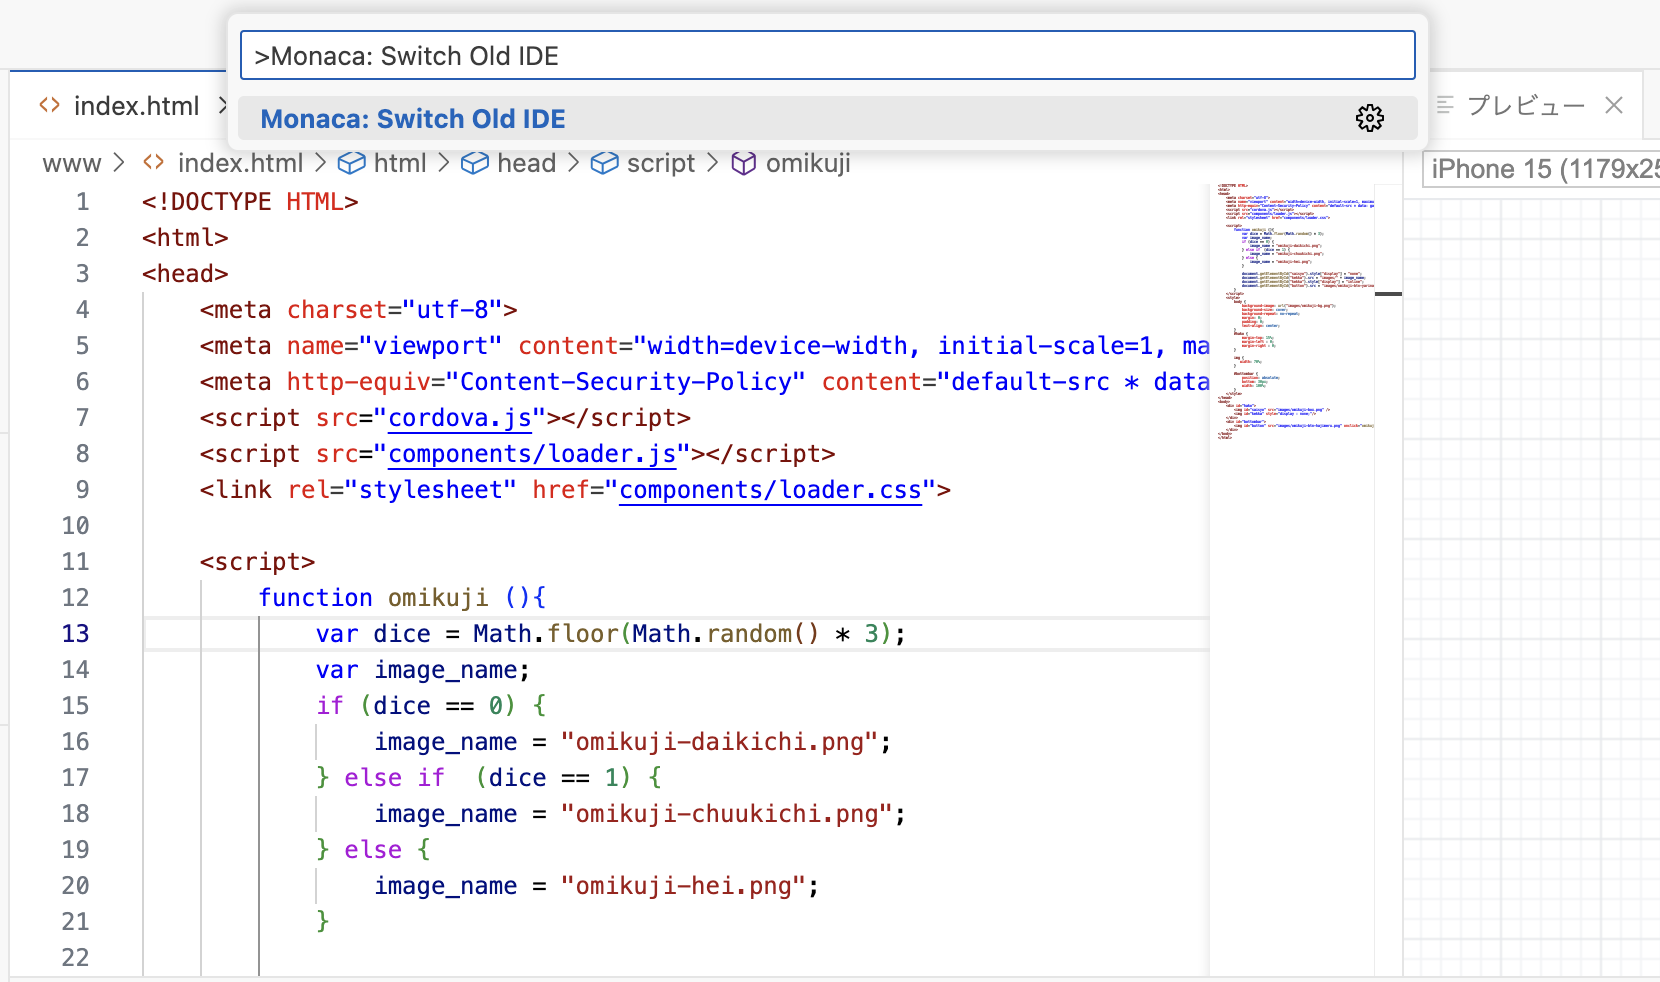 >Monaca: Switch Old IDE
Monaca: Switch Old IDE
index.html
プレビュー
www > index.html > html > head > script > omikuji
iPhone 15 (1179x25
1 <!DOCTYPE HTML>
2 <html>
3 <head>
4 <meta charset="utf-8">
5 <meta name="viewport" content="width=device-width, initial-scale=1, ma
6 <meta http-equiv="Content-Security-Policy" content="default-src * data
7 <script src="cordova.js"></script>
8 <script src="components/loader.js"></script>
9 <link rel="stylesheet" href="components/loader.css">
10
11 <script>
12 function omikuji (){
13 var dice = Math.floor(Math.random() * 3);
14 var image_name;
15 if (dice == 0) {
16 image_name = "omikuji-daikichi.png";
17 } else if  (dice == 1) {
18 image_name = "omikuji-chuukichi.png";
19 } else {
20 image_name = "omikuji-hei.png";
21 }
22